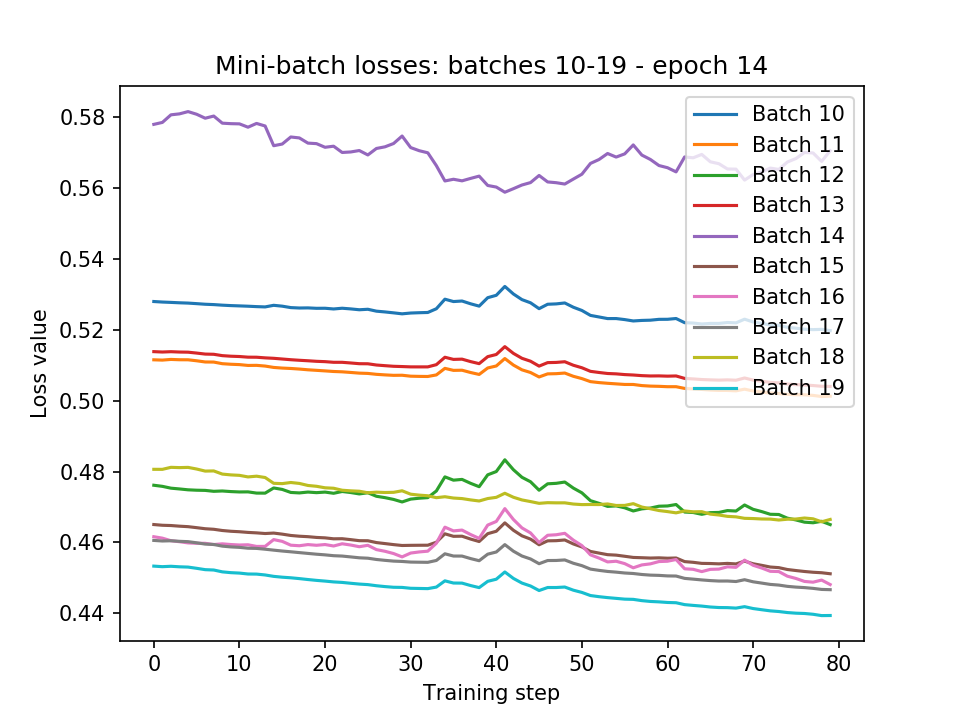 Mini-batch losses: batches 10-19 - epoch 14
0.58
0.56
0.54
0.52
0.50
0.48
0.46
0.44
Loss value
0
10
20
30
40
50
60
70
80
Training step
Batch 10
Batch 11
Batch 12
Batch 13
Batch 14
Batch 15
Batch 16
Batch 17
Batch 18
Batch 19